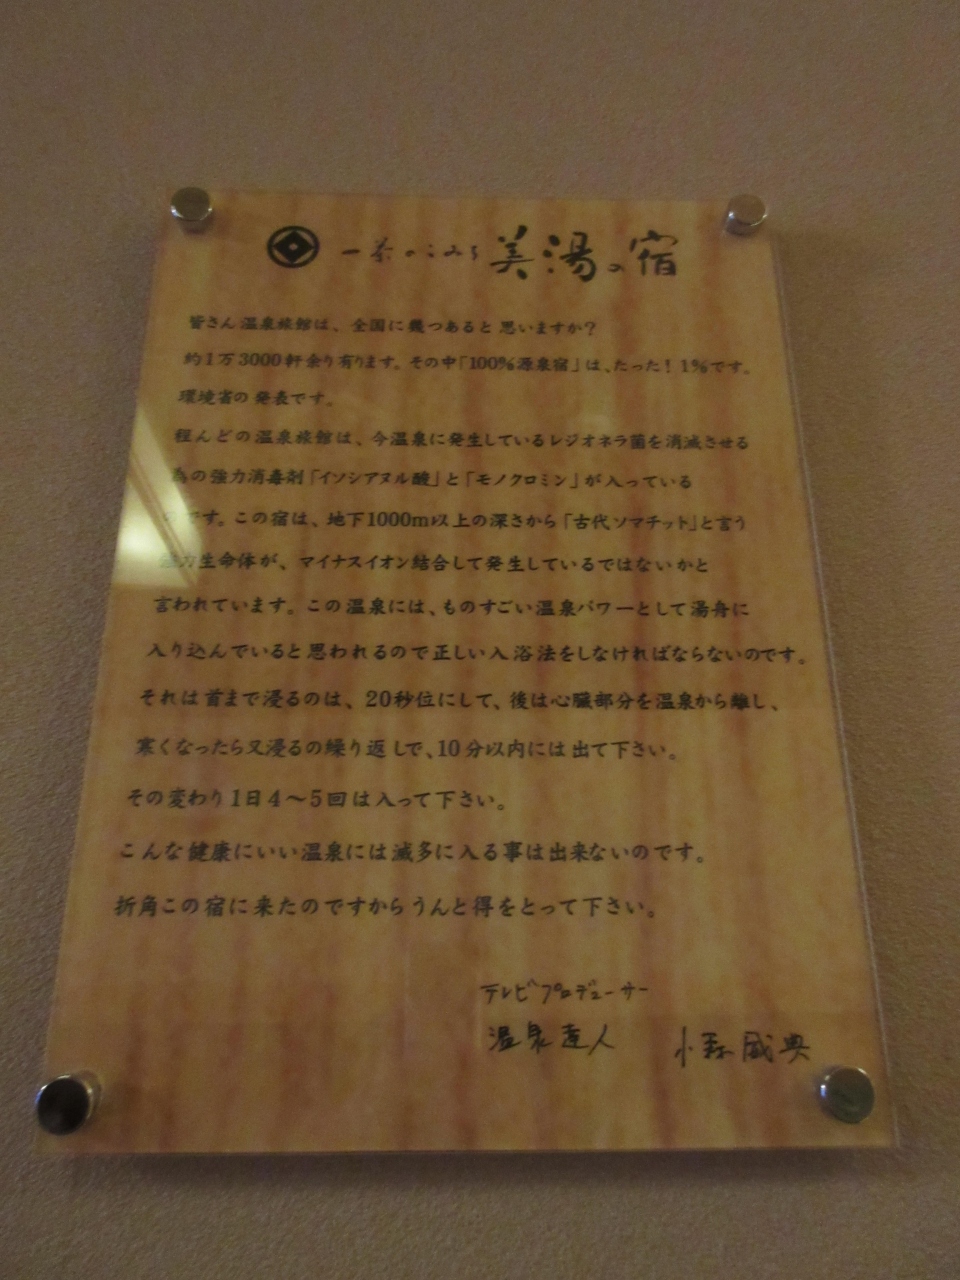 一茶のこみち 美湯の宿
皆さん温泉旅館は、全国に幾つあると思いますか?
約1万3000軒余り有ります。その中「100%源泉宿」は、たった!1%です。
環境省の発表です。
程んどの温泉旅館は、今温泉に発生しているレジオネラ菌を消滅させる
為の強力消毒剤「イソシアヌル酸」と「モノクロミン」が入っている
のです。この宿は、地下1000m以上の深さから「古代ソマチット」と言う
生命体が、マイナスイオン結合して発生しているではないかと
言われています。この温泉には、ものすごい温泉パワーとして湯舟に
入り込んでいると思われるので正しい入浴法をしなければならないのです。
それは首まで浸るのは、20秒位にして、後は心臓部分を温泉から離し、
寒くなったら又浸るの繰り返しで、10分以内には出て下さい。
その変わり1日4〜5回は入って下さい。
こんな健康にいい温泉には滅多に入る事は出来ないのです。
折角この宿に来たのですからうんと得をとって下さい。
テレビプロデューサー
温泉達人 小森威典